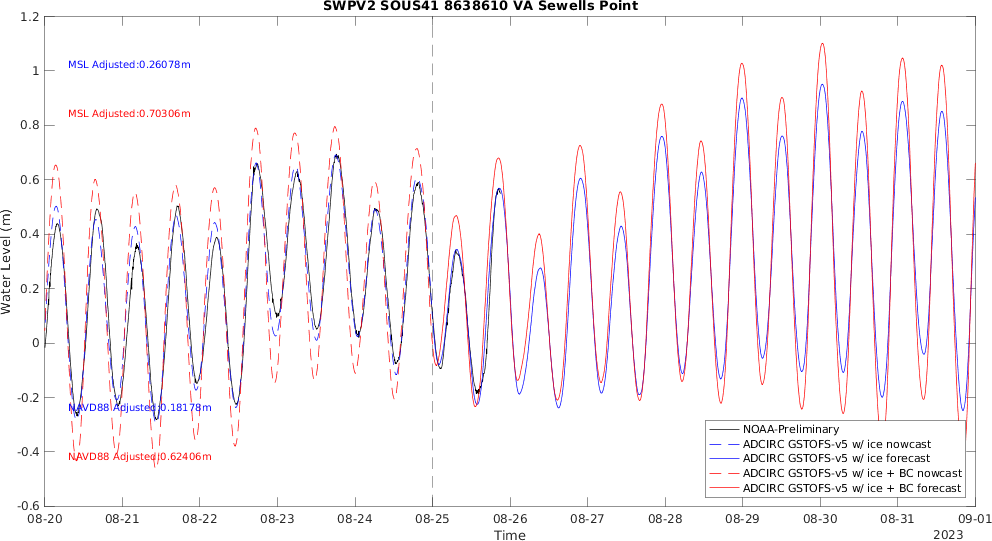 SWPV2 SOUS41 8638610 VA Sewells Point
1.2
1
0.8
0.6
0.4
0.2
0
-0.2
-0.4
-0.6
Water Level (m)
MSL Adjusted:0.26078m
MSL Adjusted:0.70306m
NAVD88 Adjusted:0.18178m
NAVD88 Adjusted:0.62406m
NOAA-Preliminary
ADCIRC GSTOFS-v5 w/ ice nowcast
ADCIRC GSTOFS-v5 w/ ice forecast
ADCIRC GSTOFS-v5 w/ ice + BC nowcast
ADCIRC GSTOFS-v5 w/ ice + BC forecast
08-20 08-21 08-22 08-23 08-24 08-25 08-26 08-27 08-28 08-29 08-30 08-31 09-01
Time
2023